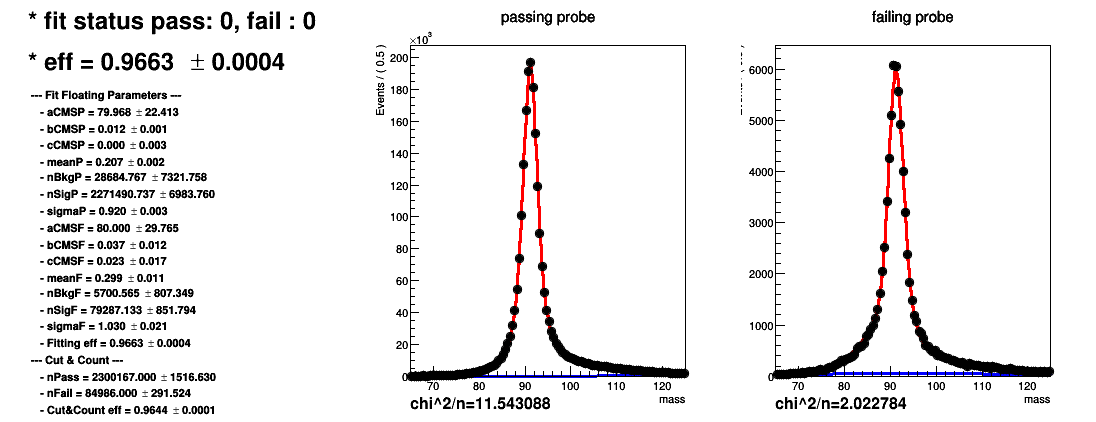 * fit status pass: 0, fail : 0
* eff = 0.9663 ± 0.0004
--- Fit Floating Parameters ---
- aCMSP = 79.968 ± 22.413
- bCMSP = 0.012 ± 0.001
- cCMSP = 0.000 ± 0.003
- meanP = 0.207 ± 0.002
- nBkgP = 28684.767 ± 7321.758
- nSigP = 2271490.737 ± 6983.760
- sigmaP = 0.920 ± 0.003
- aCMSF = 80.000 ± 29.765
- bCMSF = 0.037 ± 0.012
- cCMSF = 0.023 ± 0.017
- meanF = 0.299 ± 0.011
- nBkgF = 5700.565 ± 807.349
- nSigF = 79287.133 ± 851.794
- sigmaF = 1.030 ± 0.021
- Fitting eff = 0.9663 ± 0.0004
--- Cut & Count ---
- nPass = 2300167.000 ± 1516.630
- nFail = 84986.000 ± 291.524
- Cut&Count eff = 0.9644 ± 0.0001
passing probe
×10³
Events / ( 0.5 )
200
180
160
140
120
100
80
60
40
20
0
70 80 90 100 110 120
mass
chi^2/n=11.543088
failing probe
6000
5000
4000
3000
2000
1000
0
70 80 90 100 110 120
mass
chi^2/n=2.022784